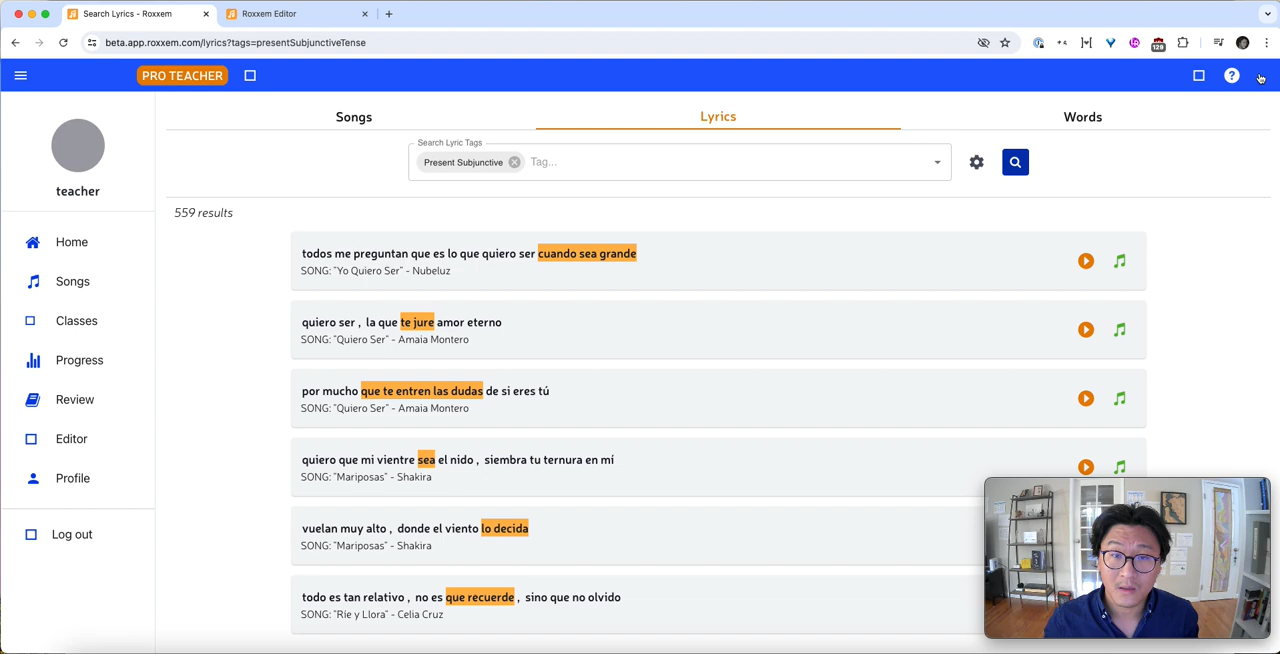 Search Lyrics - Roxxem
Roxxem Editor
beta.app.roxxem.com/lyrics?tags=presentSubjunctiveTense
129
PRO TEACHER
?
teacher
Home
Songs
Classes
Progress
Review
Editor
Profile
Log out
Songs
Lyrics
Words
Search Lyric Tags
Present Subjunctive
Tag...
559 results
todos me preguntan que es lo que quiero ser cuando sea grande
SONG: "Yo Quiero Ser" - Nubeluz
quiero ser , la que te jure amor eterno
SONG: "Quiero Ser" - Amaia Montero
por mucho que te entren las dudas de si eres tú
SONG: "Quiero Ser" - Amaia Montero
quiero que mi vientre sea el nido , siembra tu ternura en mi
SONG: "Mariposas" - Shakira
vuelan muy alto , donde el viento lo decida
SONG: "Mariposas" - Shakira
todo es tan relativo , no es que recuerde , sino que no olvido
SONG: "Ríe y Llora" - Celia Cruz